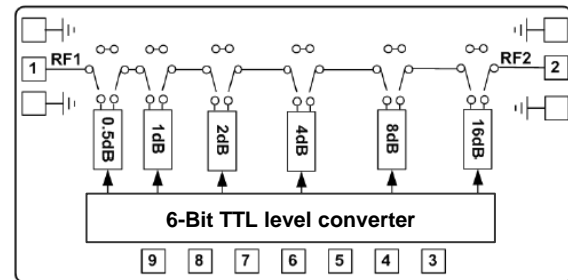 1 RF1 RF2 2
0.5dB 1dB 2dB 4dB 8dB 16dB
6-Bit TTL level converter
9 8 7 6 5 4 3